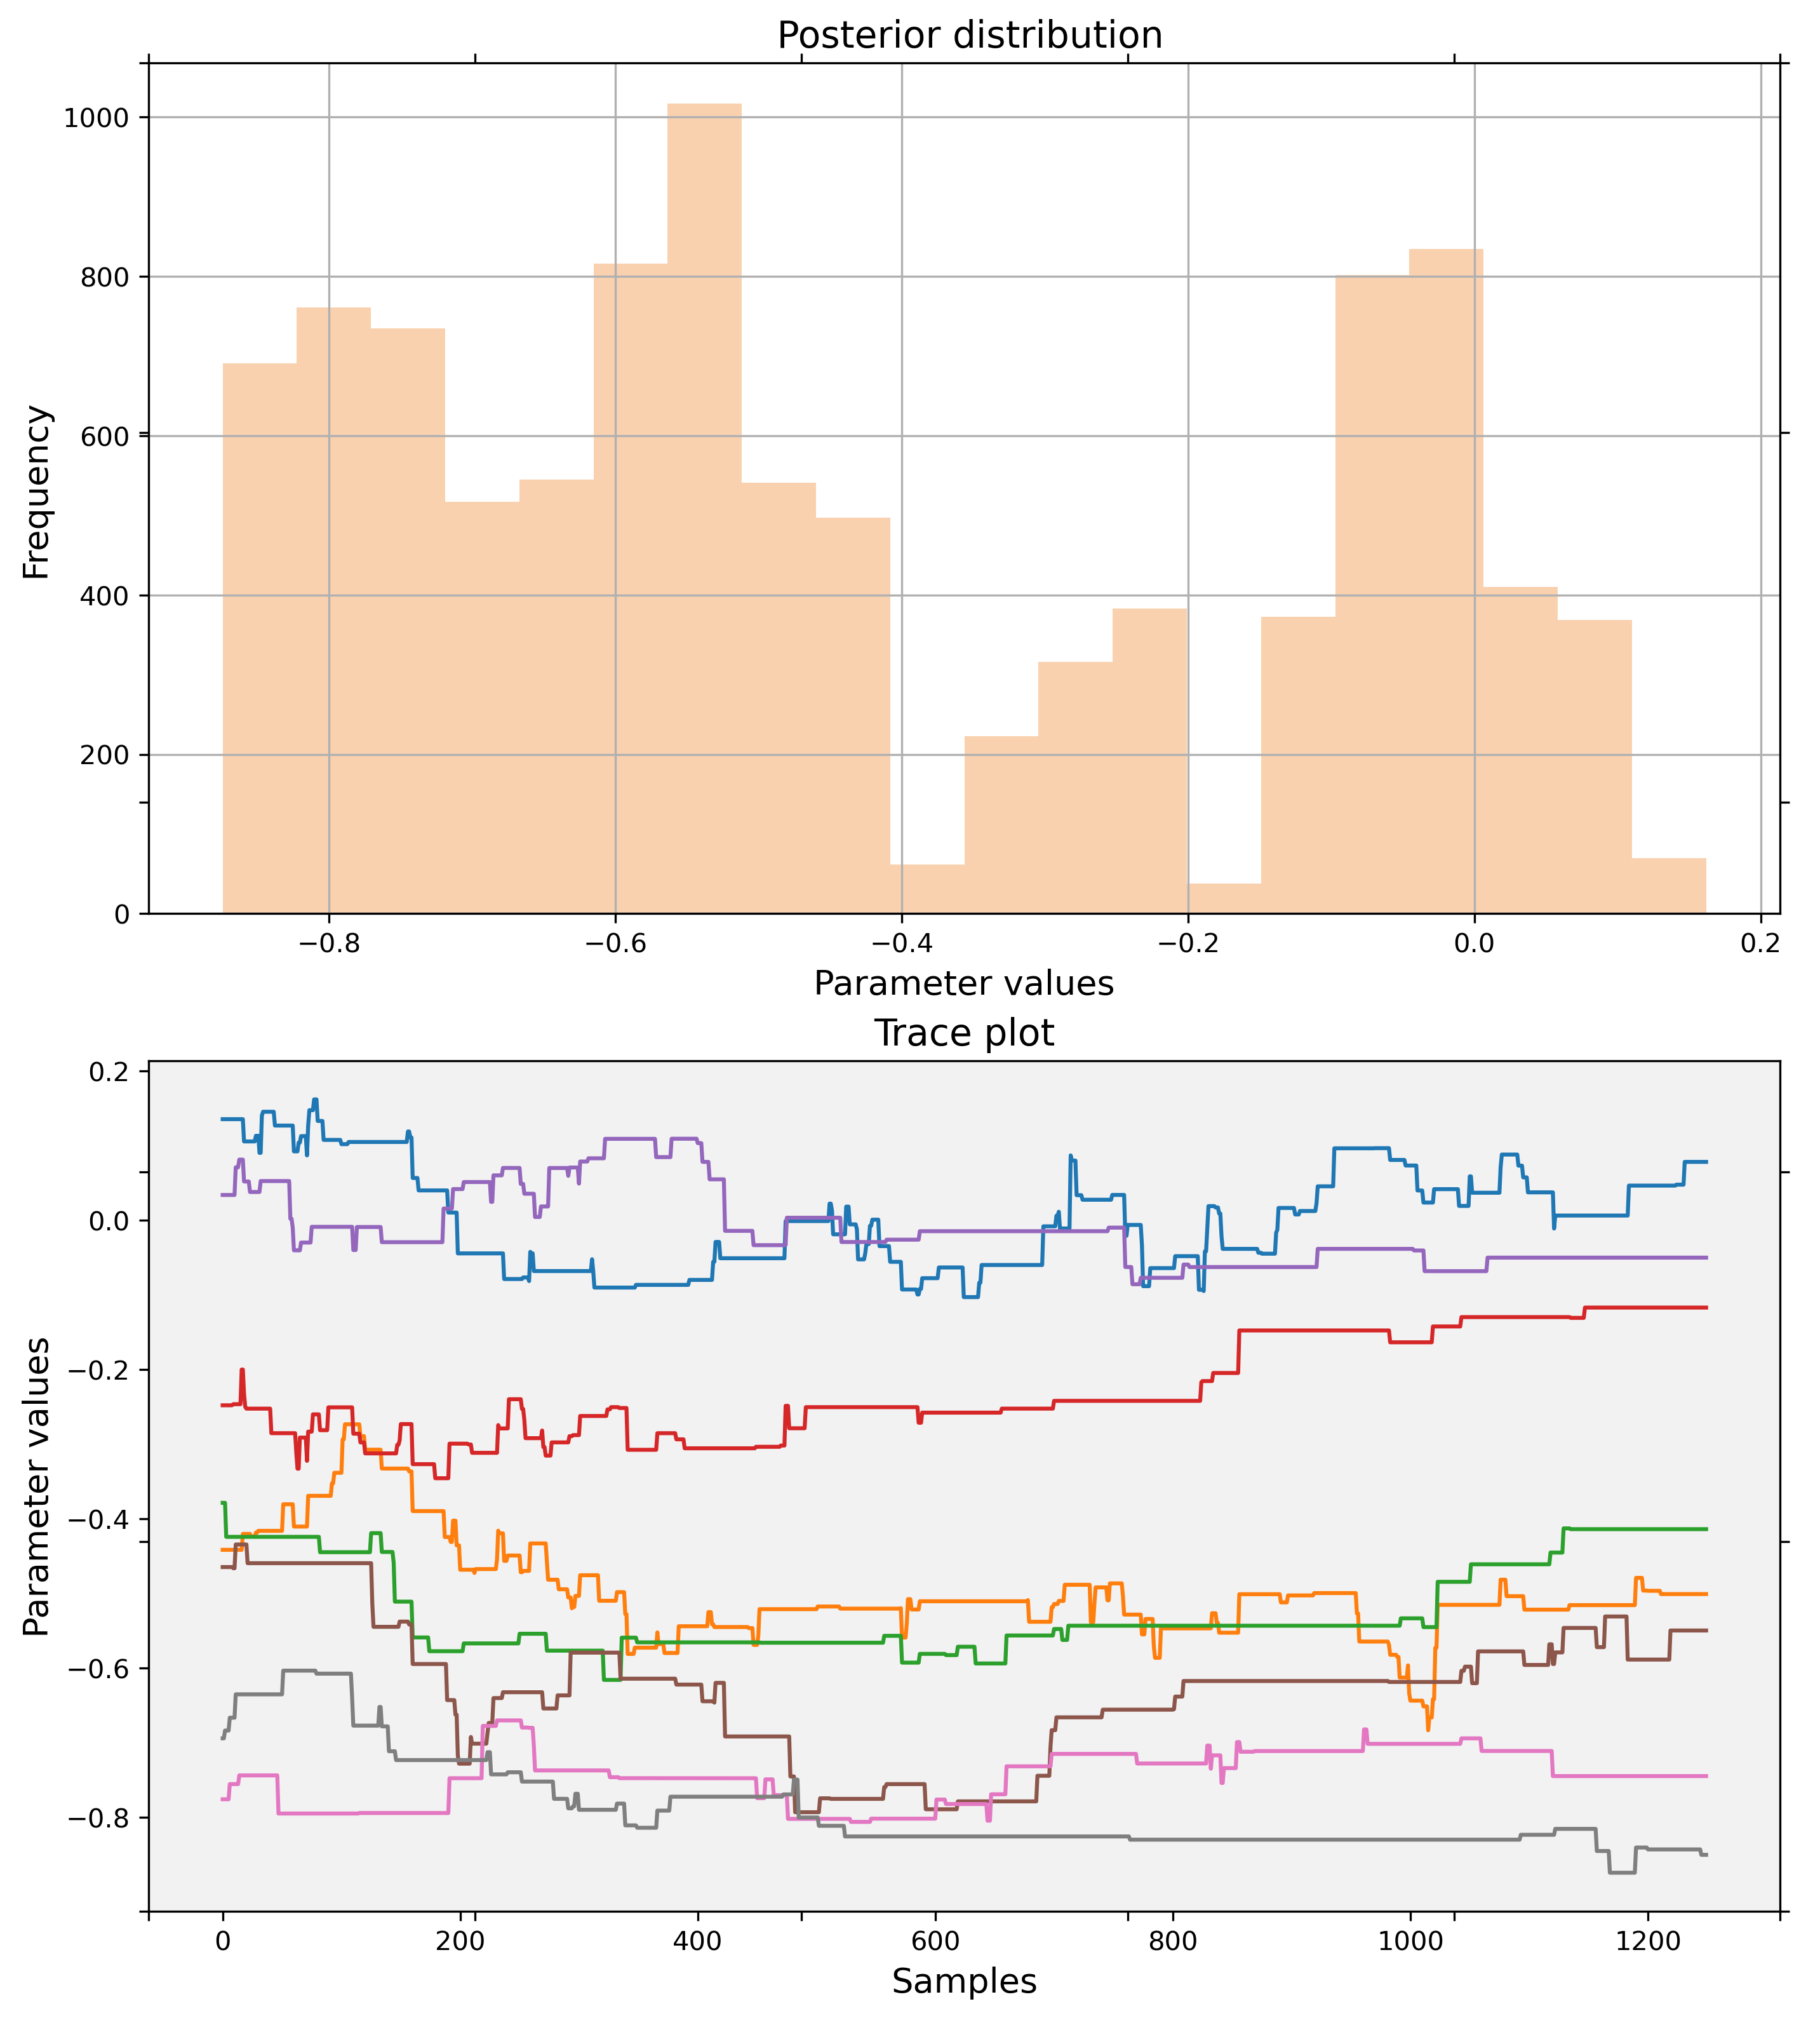 Posterior distribution
1000
800
600
400
200
0
Frequency
−0.8 −0.6 −0.4 −0.2 0.0 0.2
Parameter values
Trace plot
0.2
0.0
−0.2
−0.4
−0.6
−0.8
Parameter values
0 200 400 600 800 1000 1200
Samples